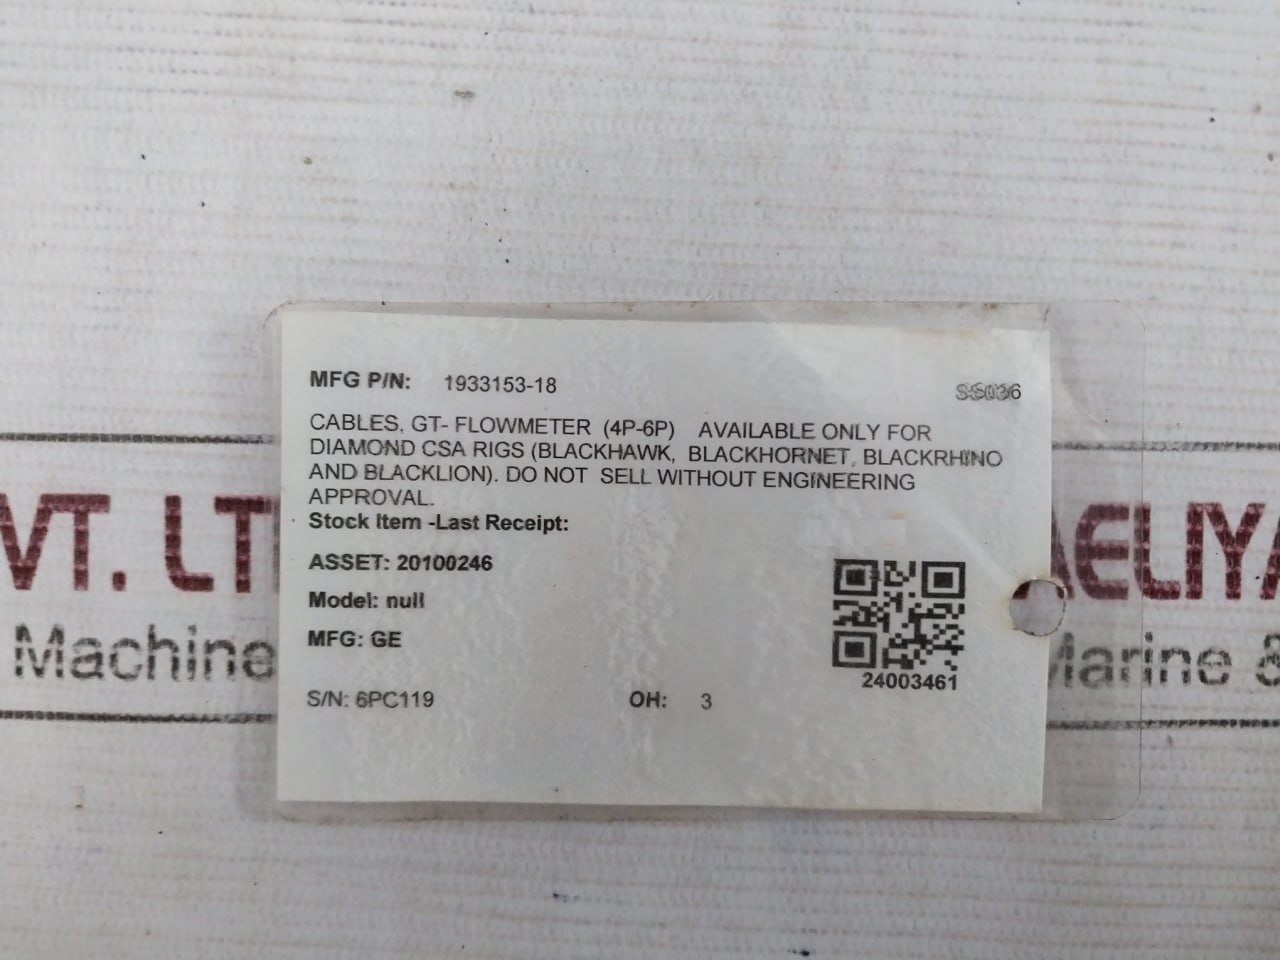 MFG P/N: 1933153-18 SS036
CABLES, GT- FLOWMETER (4P-6P) AVAILABLE ONLY FOR
DIAMOND CSA RIGS (BLACKHAWK, BLACKHORNET, BLACKRHINO
AND BLACKLION). DO NOT SELL WITHOUT ENGINEERING
APPROVAL.
Stock Item -Last Receipt:
ASSET: 20100246
Model: null
MFG: GE
24003461
S/N: 6PC119 OH: 3
VT. LT AELIYA
Machine Marine &